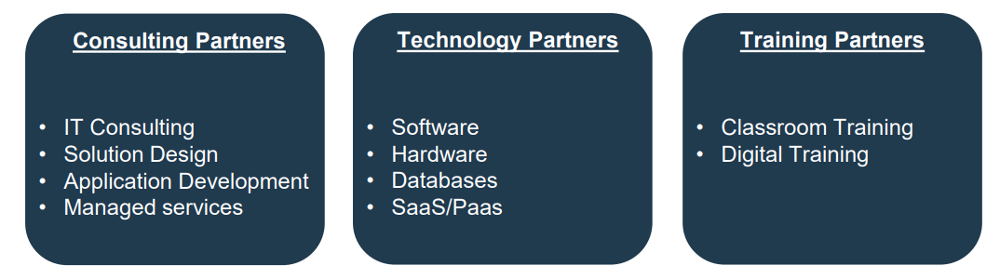 Consulting Partners
• IT Consulting
• Solution Design
• Application Development
• Managed services
Technology Partners
• Software
• Hardware
• Databases
• SaaS/Paas
Training Partners
• Classroom Training
• Digital Training